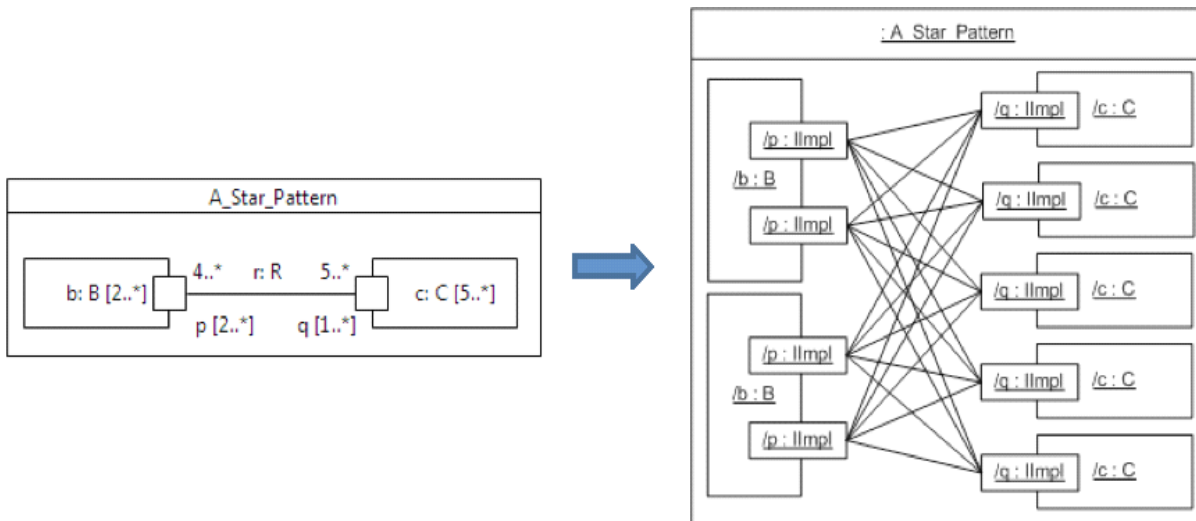 A_Star_Pattern
4..* r: R 5..*
b: B [2..*]
c: C [5..*]
p [2..*] q [1..*]
: A_Star_Pattern
/p : IImpl
/b : B
/p : IImpl
/p : IImpl
/b : B
/p : IImpl
/q : IImpl /c : C
/q : IImpl /c : C
/q : IImpl /c : C
/q : IImpl /c : C
/q : IImpl /c : C